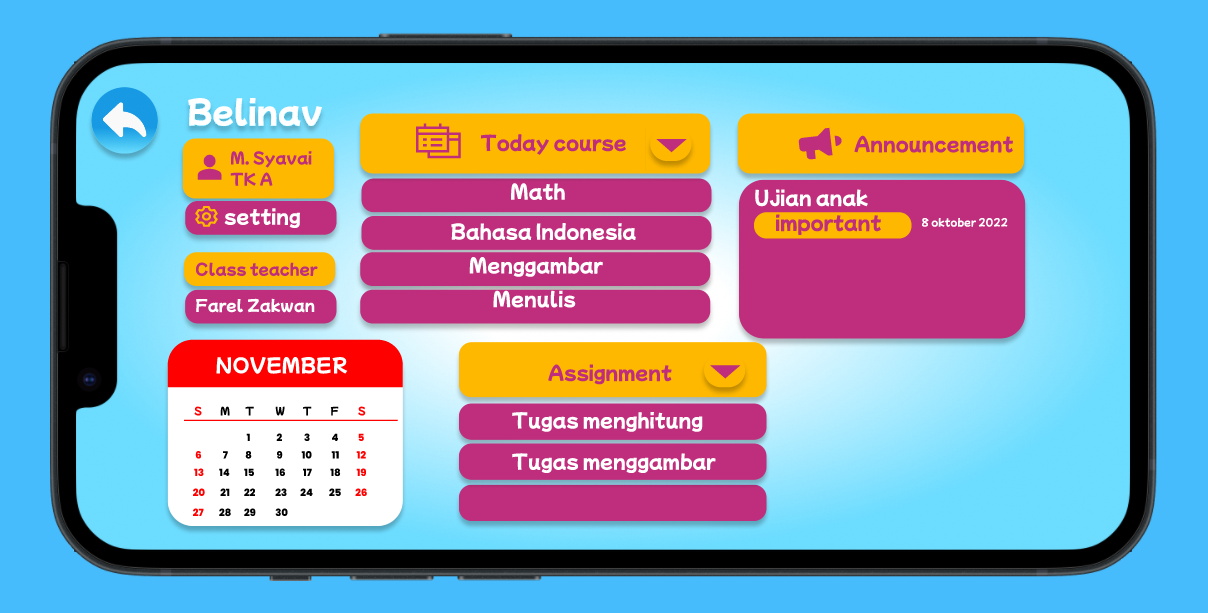 Belinav
M. Syavai
TK A
setting
Class teacher
Farel Zakwan
Today course
Math
Bahasa Indonesia
Menggambar
Menulis
Announcement
Ujian anak
important 8 oktober 2022
NOVEMBER
S M T W T F S
1 2 3 4 5
6 7 8 9 10 11 12
13 14 15 16 17 18 19
20 21 22 23 24 25 26
27 28 29 30
Assignment
Tugas menghitung
Tugas menggambar